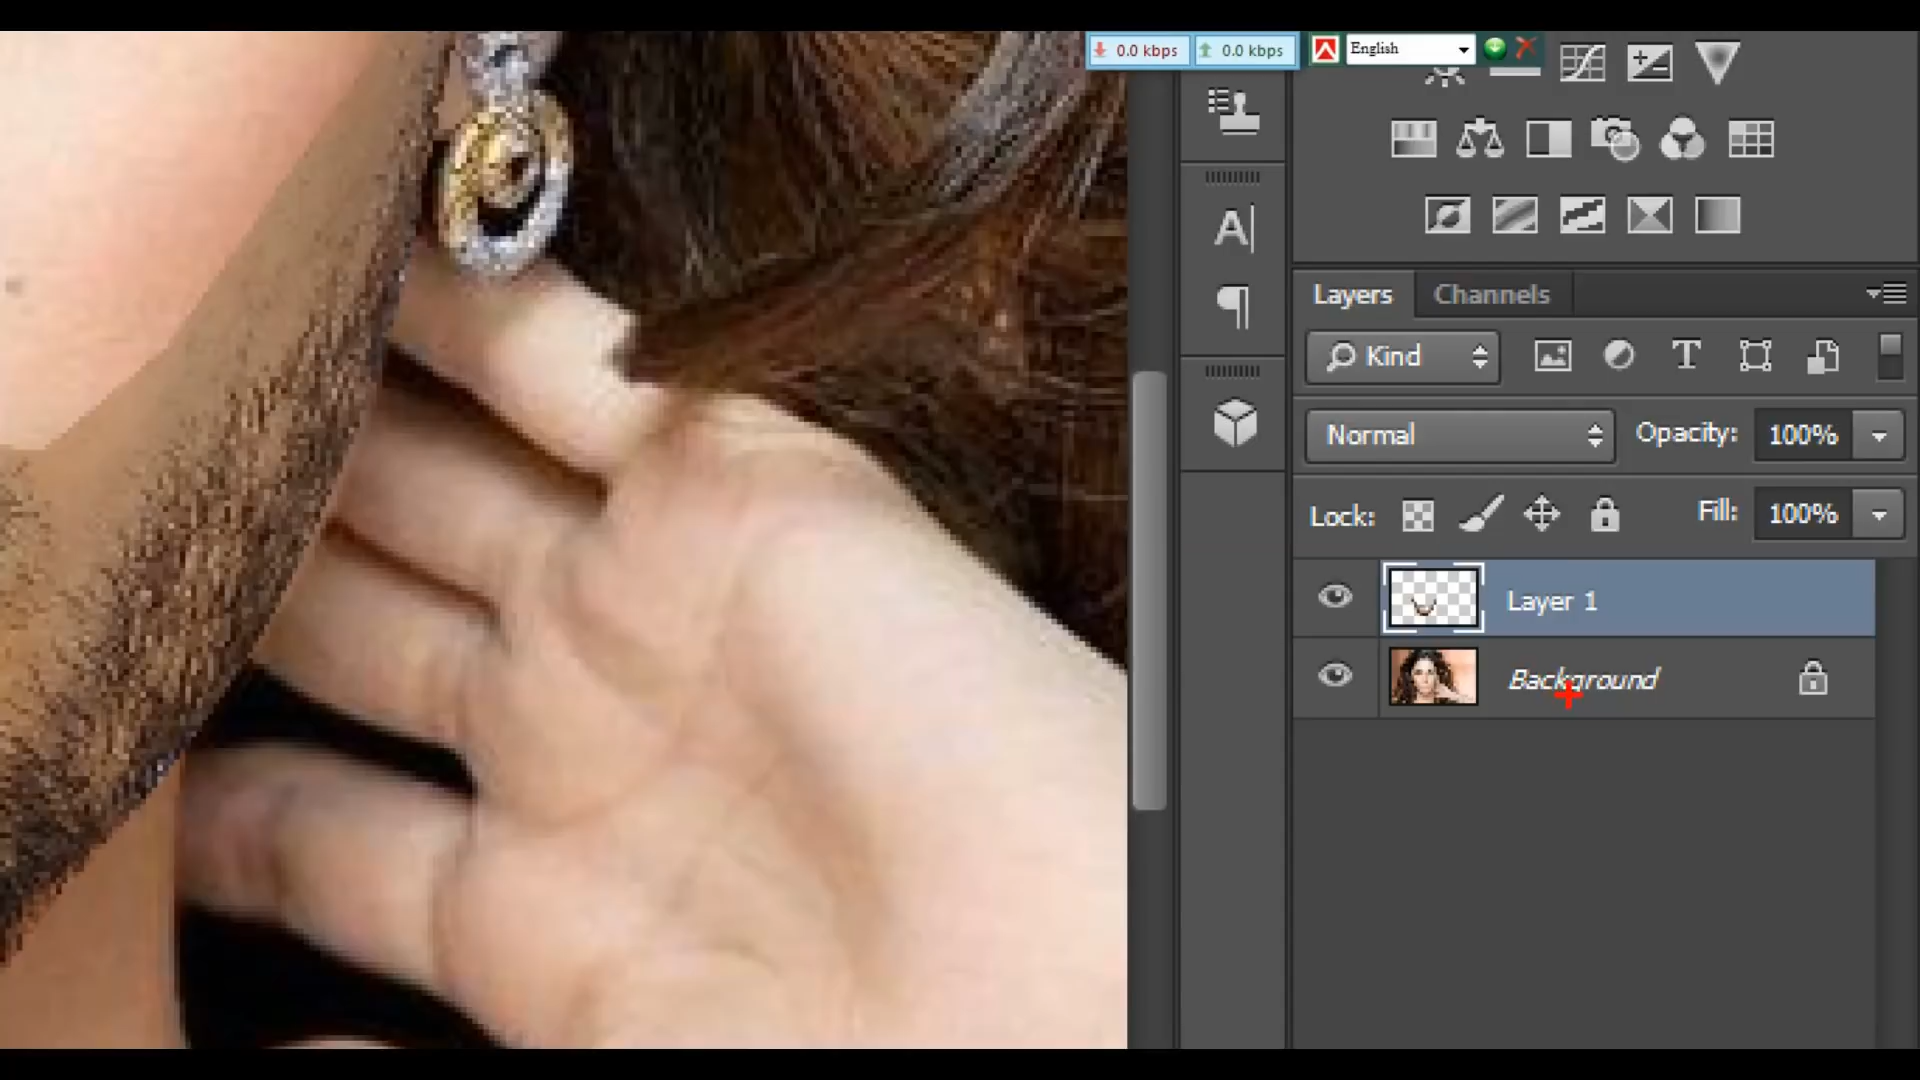 0.0 kbps 0.0 kbps English
A
Layers Channels
Kind T
Normal Opacity: 100%
Lock: Fill: 100%
Layer 1
Background